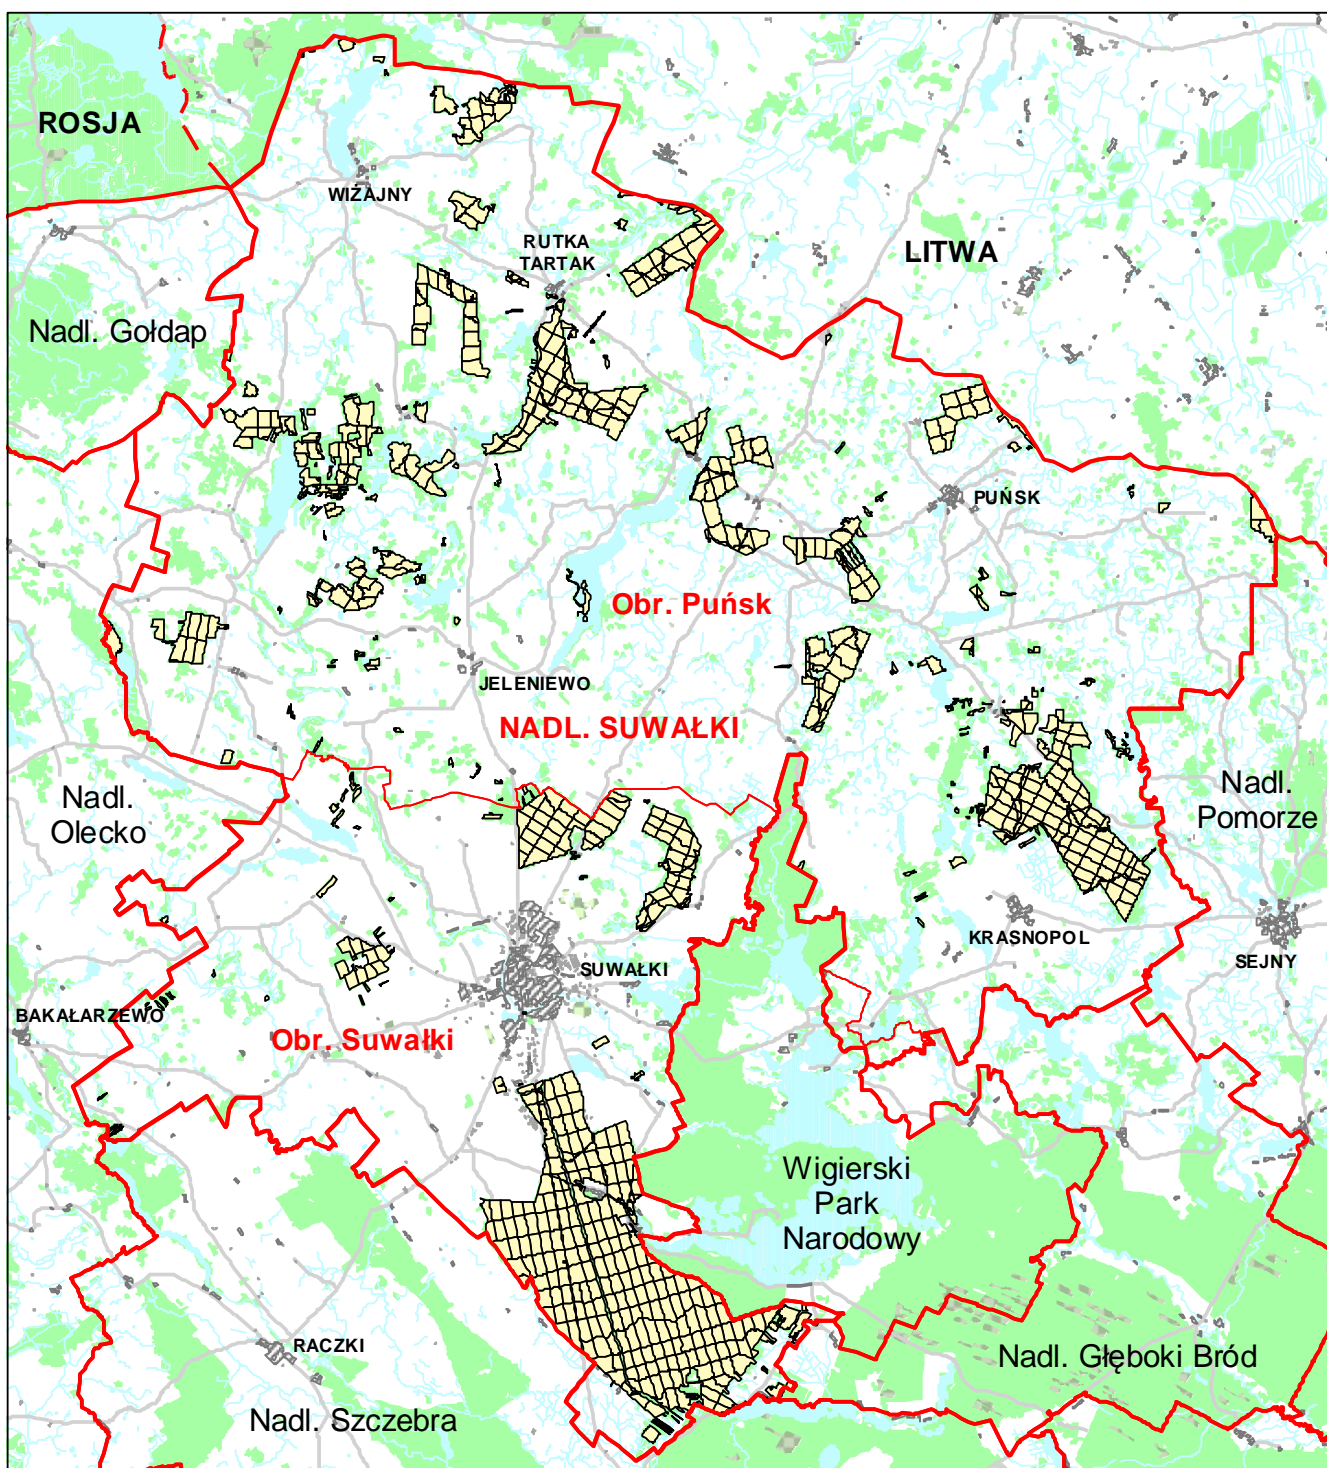 ROSJA
WIŻAJNY
RUTKA
TARTAK
LITWA
Nadl. Gołdap
PUŃSK
Obr. Puńsk
JELENIEWO
NADL. SUWAŁKI
Nadl.
Olecko
Nadl.
Pomorze
KRASNOPOL
SEJNY
SUWAŁKI
BAKAŁARZEWO
Obr. Suwałki
Wigierski
Park
Narodowy
RACZKI
Nadl. Głęboki Bród
Nadl. Szczebra